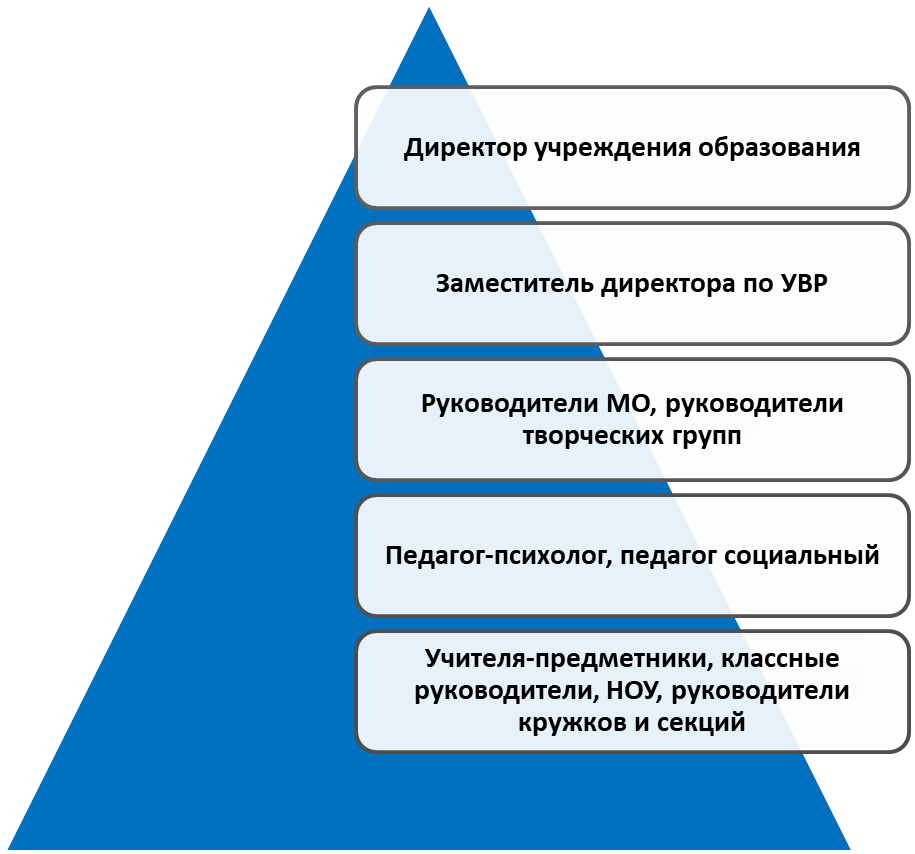 Директор учреждения образования
Заместитель директора по УВР
Руководители МО, руководители
творческих групп
Педагог-психолог, педагог социальный
Учителя-предметники, классные
руководители, НОУ, руководители
кружков и секций